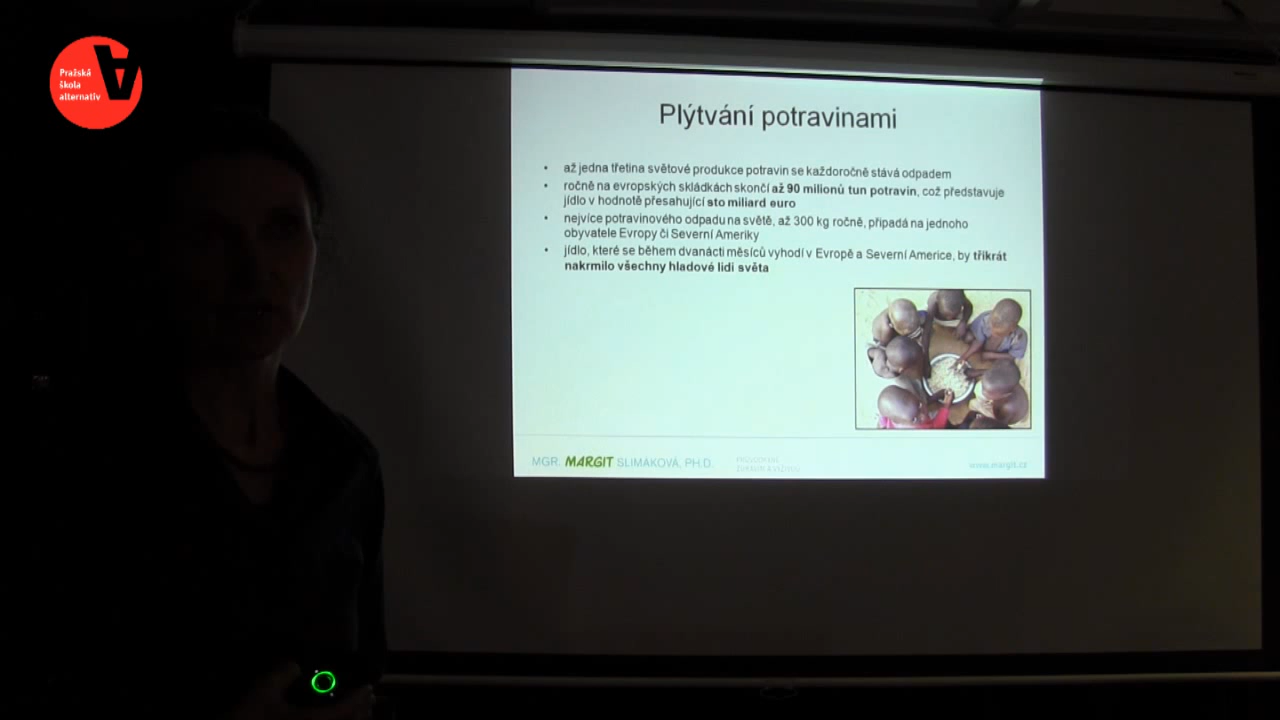 Pražská
škola
alternativ
Plýtvání potravinami
• až jedna třetina světové produkce potravin se každoročně stává odpadem
• ročně na evropských skládkách skončí až 90 milionů tun potravin, což představuje
jídlo v hodnotě přesahující sto miliard euro
• nejvíce potravinového odpadu na světě, až 300 kg ročně, připadá na jednoho
obyvatele Evropy či Severní Ameriky
• jídlo, které se během dvanácti měsíců vyhodí v Evropě a Severní Americe, by třikrát
nakrmilo všechny hladové lidi světa
MGR. MARGIT SLIMÁKOVÁ, PH.D.
www.margit.cz